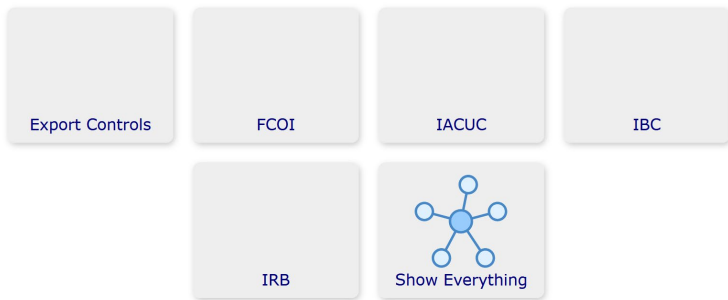 Export Controls
FCOI
IACUC
IBC
IRB
Show Everything